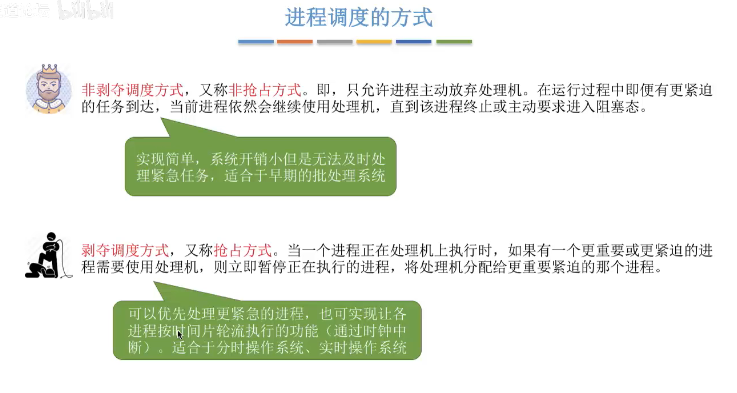 bilibili
进程调度的方式
非剥夺调度方式，又称非抢占方式。即，只允许进程主动放弃处理机。在运行过程中即便有更紧迫
的任务到达，当前进程依然会继续使用处理机，直到该进程终止或主动要求进入阻塞态。
实现简单，系统开销小但是无法及时处
理紧急任务，适合于早期的批处理系统
剥夺调度方式，又称抢占方式。当一个进程正在处理机上执行时，如果有一个更重要或更紧迫的进
程需要使用处理机，则立即暂停正在执行的进程，将处理机分配给更重要紧迫的那个进程。
可以优先处理更紧急的进程，也可实现让各
进程按时间片轮流执行的功能（通过时钟中
断）。适合于分时操作系统、实时操作系统